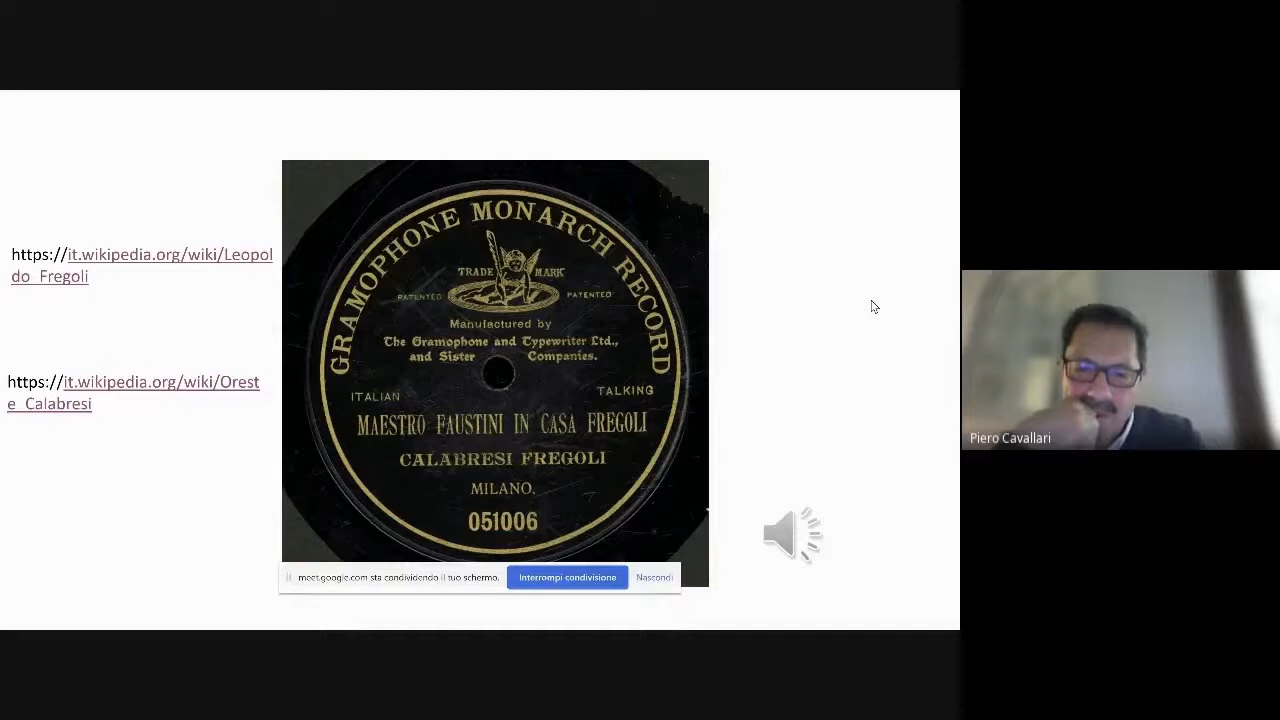 https://it.wikipedia.org/wiki/Leopol
do_Fregoli
https://it.wikipedia.org/wiki/Orest
e_Calabresi
GRAMOPHONE MONARCH RECORD
TRADE MARK
PATENTED PATENTED
Manufactured by
The Gramophone and Typewriter Ltd.,
and Sister Companies.
ITALIAN TALKING
MAESTRO FAUSTINI IN CASA FREGOLI
CALABRESI FREGOLI
MILANO.
051006
meet.google.com sta condividendo il tuo schermo. Interrompi condivisione Nascondi
Piero Cavallari